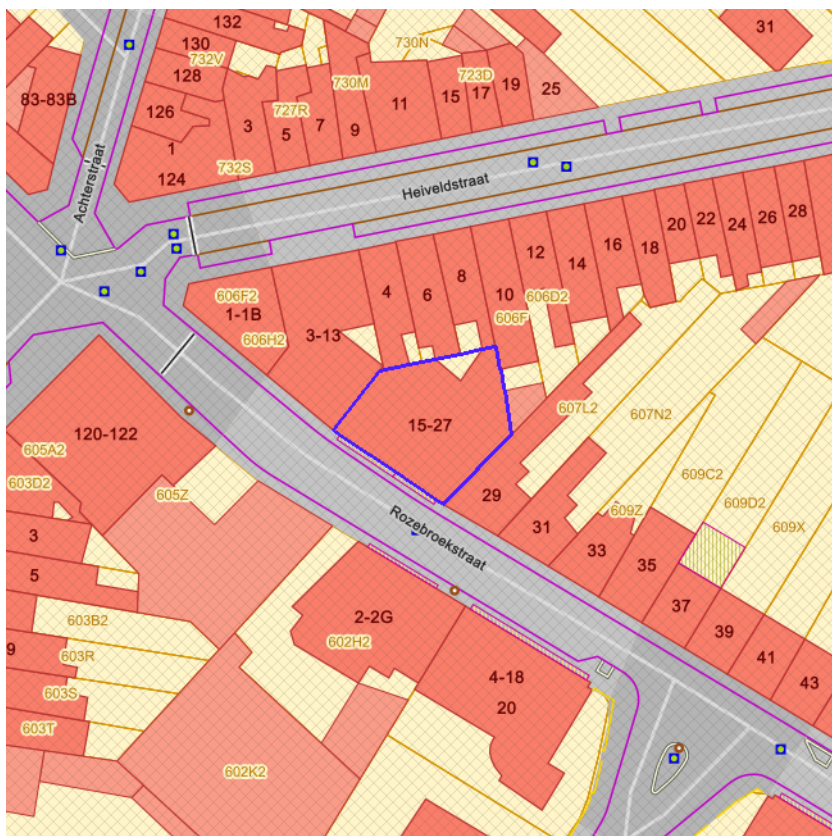 132
130
732V
128
83-83B
126
1
124
3
727R
5
7
730M
9
11
730N
723D
15
17
19
25
31
732S
Achterstraat
Heiveldstraat
606F2
1-1B
606H2
3-13
4
6
8
10
606F
12
606D2
14
16
18
20
22
24
26
28
15-27
120-122
605A2
603D2
605Z
3
5
603B2
9
603R
603S
603T
602K2
Rozebroekstraat
29
31
33
35
37
39
41
43
607L2
607N2
609C2
609D2
609X
609Z
2-2G
602H2
4-18
20